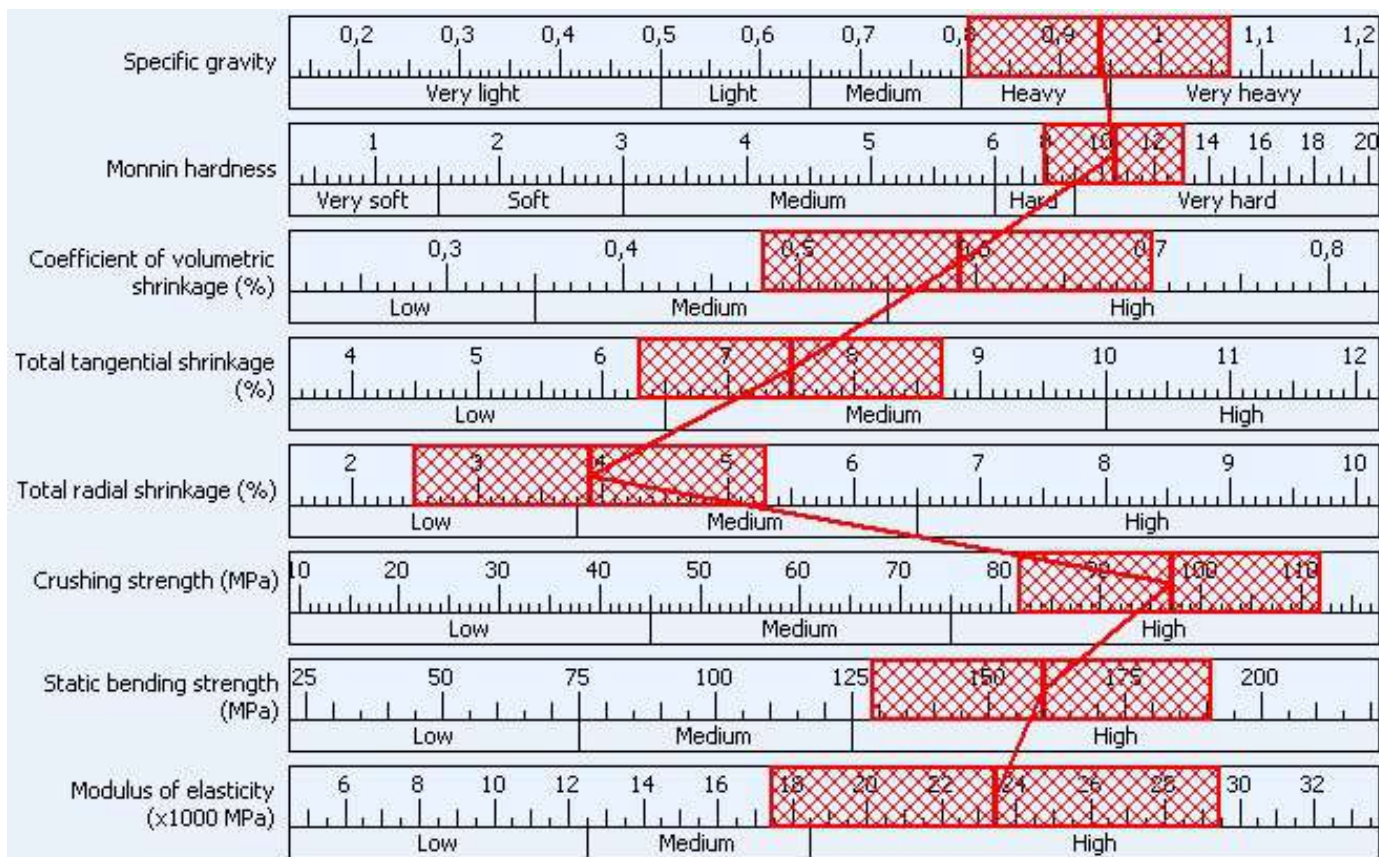 0,2 0,3 0,4 0,5 0,6 0,7 0,8 0,9 1 1,1 1,2
Specific gravity
Very light Light Medium Heavy Very heavy
1 2 3 4 5 6 8 10 12 14 16 18 20
Monnin hardness
Very soft Soft Medium Hard Very hard
0,3 0,4 0,5 0,6 0,7 0,8
Coefficient of volumetric
shrinkage (%)
Low Medium High
4 5 6 7 8 9 10 11 12
Total tangential shrinkage
(%)
Low Medium High
2 3 4 5 6 7 8 9 10
Total radial shrinkage (%)
Low Medium High
10 20 30 40 50 60 70 80 90 100 110
Crushing strength (MPa)
Low Medium High
25 50 75 100 125 150 175 200
Static bending strength
(MPa)
Low Medium High
6 8 10 12 14 16 18 20 22 24 26 28 30 32
Modulus of elasticity
(x1000 MPa)
Low Medium High